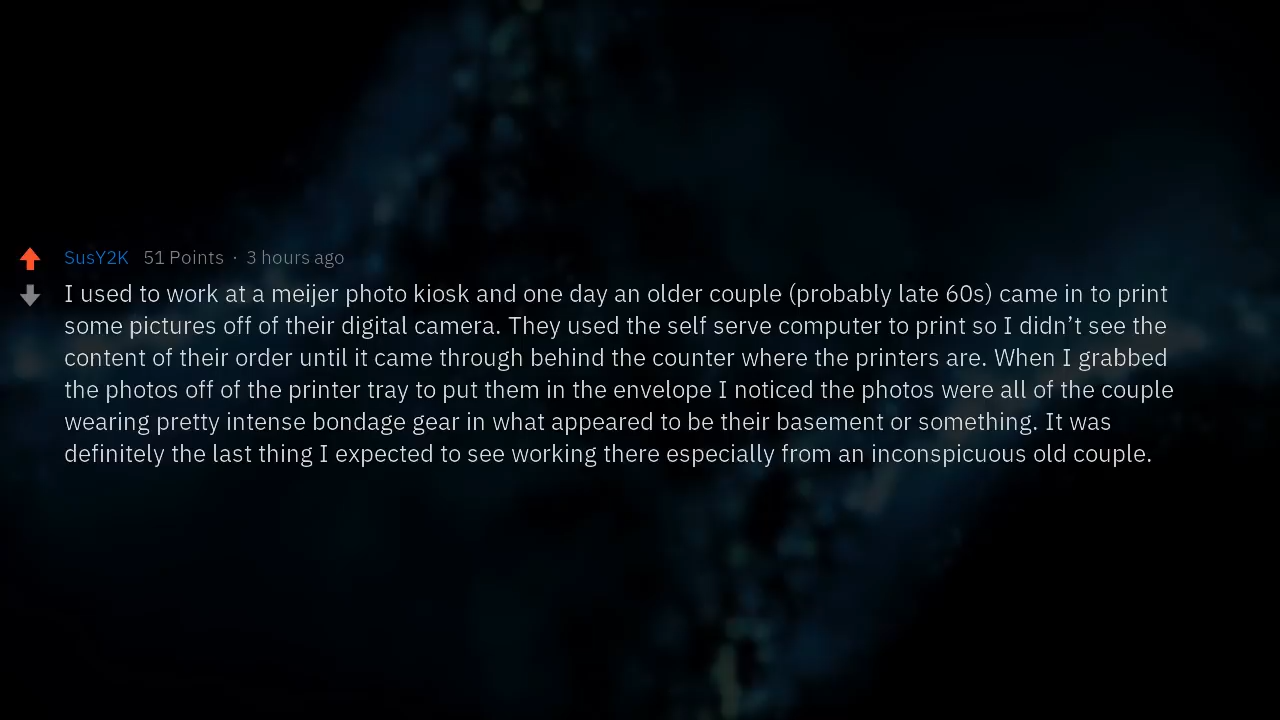 SusY2K 51 Points · 3 hours ago
I used to work at a meijer photo kiosk and one day an older couple (probably late 60s) came in to print
some pictures off of their digital camera. They used the self serve computer to print so I didn’t see the
content of their order until it came through behind the counter where the printers are. When I grabbed
the photos off of the printer tray to put them in the envelope I noticed the photos were all of the couple
wearing pretty intense bondage gear in what appeared to be their basement or something. It was
definitely the last thing I expected to see working there especially from an inconspicuous old couple.